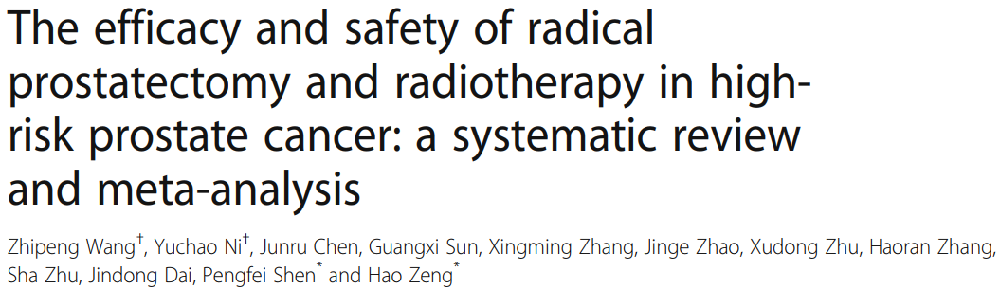 The efficacy and safety of radical
prostatectomy and radiotherapy in high-
risk prostate cancer: a systematic review
and meta-analysis
Zhipeng Wang†, Yuchao Ni†, Junru Chen, Guangxi Sun, Xingming Zhang, Jinge Zhao, Xudong Zhu, Haoran Zhang,
Sha Zhu, Jindong Dai, Pengfei Shen* and Hao Zeng*